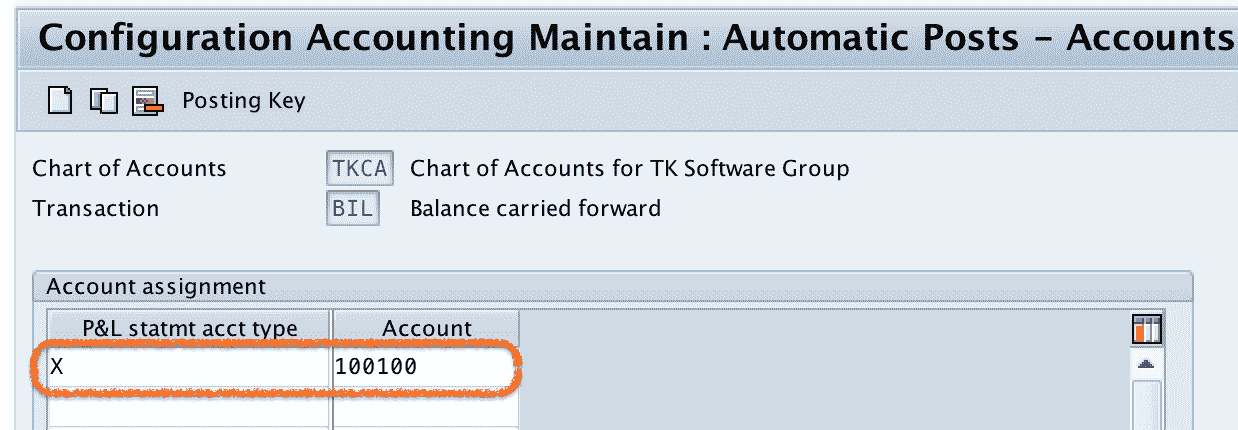 Configuration Accounting Maintain : Automatic Posts – Accounts
Posting Key
Chart of Accounts TKCA Chart of Accounts for TK Software Group
Transaction BIL Balance carried forward
Account assignment
P&L statmt acct type Account
X 100100